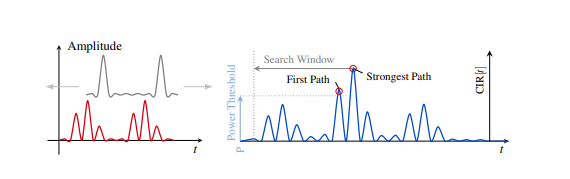 Amplitude
t
Power Threshold
p
Search Window
First Path
Strongest Path
CIR[t]
t